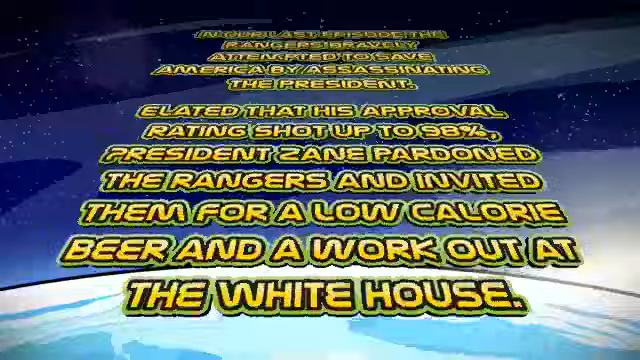 IN OUR LAST EPISODE THE
RANGERS BRAVELY
ATTEMPTED TO SAVE
AMERICA BY ASSASSINATING
THE PRESIDENT.
ELATED THAT HIS APPROVAL
RATING SHOT UP TO 98%,
PRESIDENT ZANE PARDONED
THE RANGERS AND INVITED
THEM FOR A LOW CALORIE
BEER AND A WORK OUT AT
THE WHITE HOUSE.